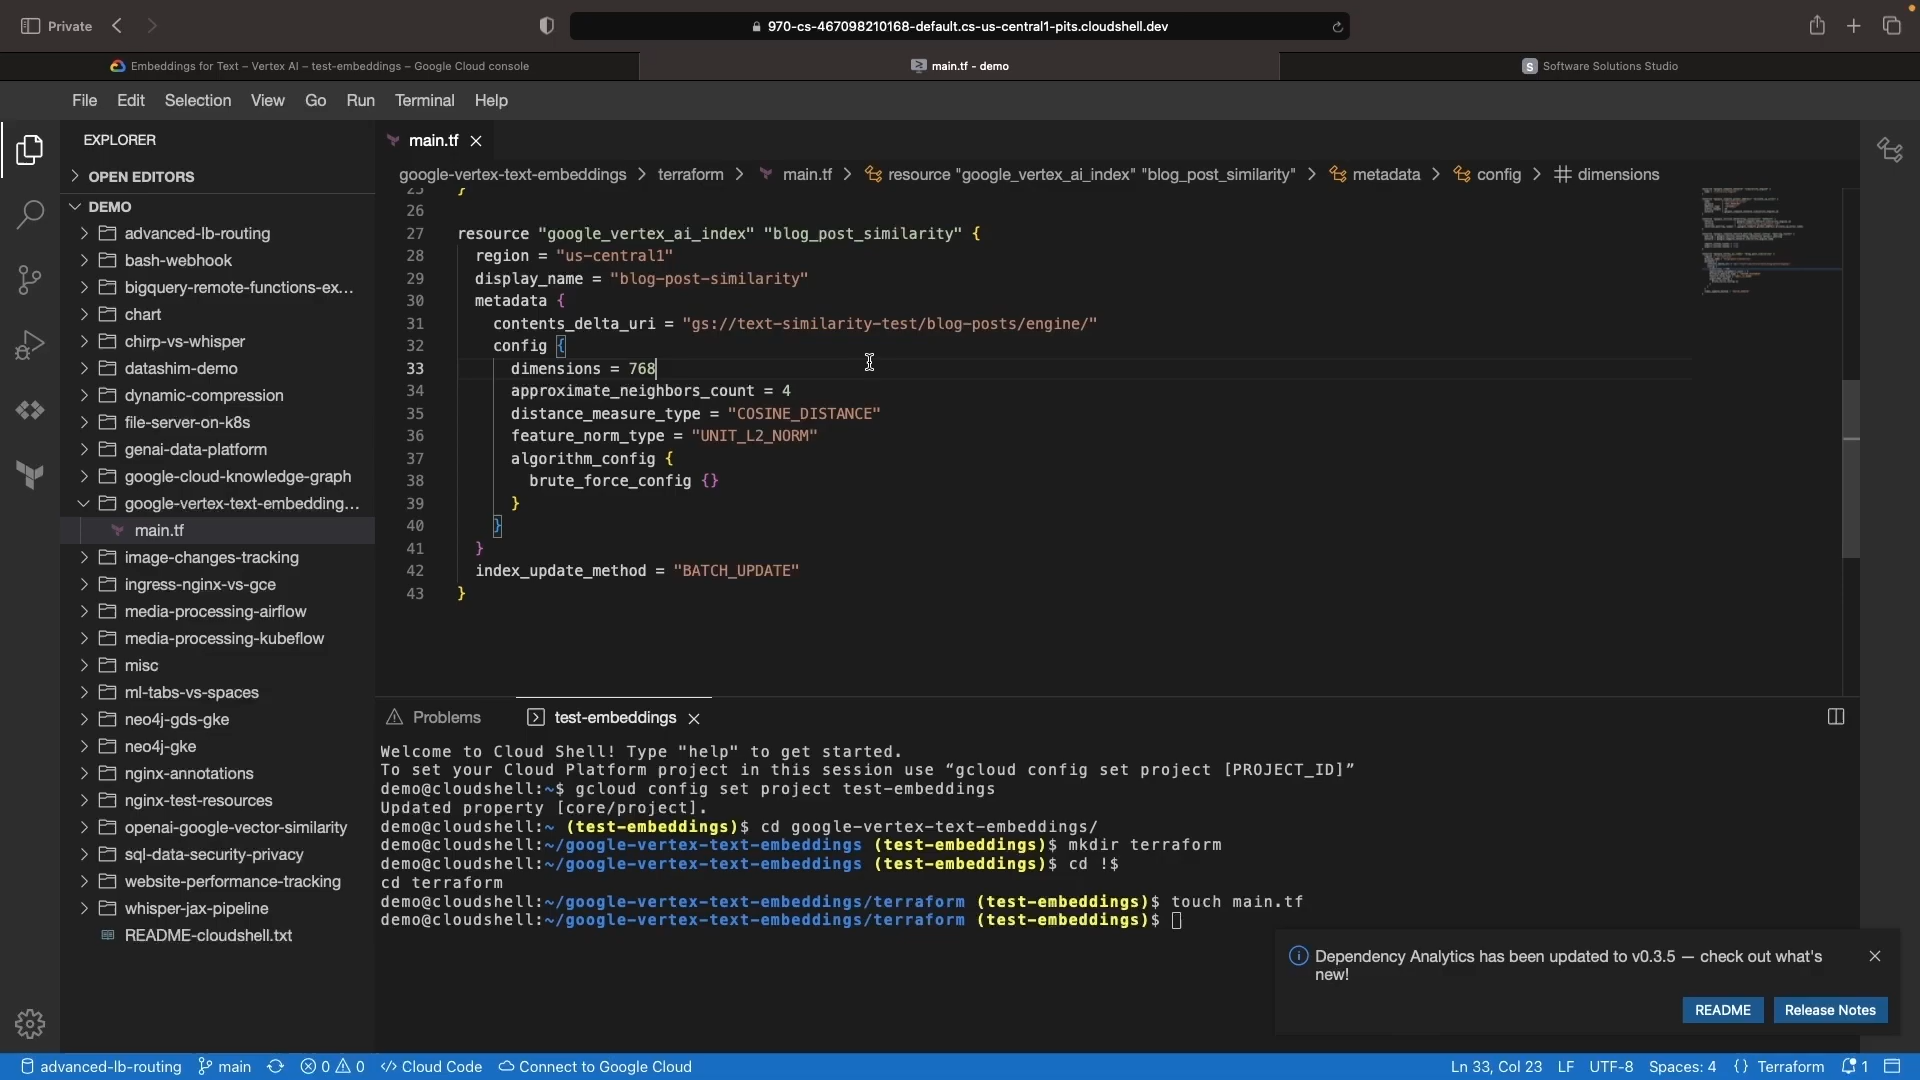 Private
970-cs-467098210168-default.cs-us-central1-pits.cloudshell.dev
Embeddings for Text – Vertex AI – test-embeddings – Google Cloud console
main.tf - demo
S Software Solutions Studio
File Edit Selection View Go Run Terminal Help
EXPLORER
OPEN EDITORS
DEMO
advanced-lb-routing
bash-webhook
bigquery-remote-functions-ex...
chart
chirp-vs-whisper
datashim-demo
dynamic-compression
file-server-on-k8s
genai-data-platform
google-cloud-knowledge-graph
google-vertex-text-embedding...
main.tf
image-changes-tracking
ingress-nginx-vs-gce
media-processing-airflow
media-processing-kubeflow
misc
ml-tabs-vs-spaces
neo4j-gds-gke
neo4j-gke
nginx-annotations
nginx-test-resources
openai-google-vector-similarity
sql-data-security-privacy
website-performance-tracking
whisper-jax-pipeline
README-cloudshell.txt
main.tf
google-vertex-text-embeddings > terraform > main.tf > resource "google_vertex_ai_index" "blog_post_similarity" > metadata > config > dimensions
25 }
26
27 resource "google_vertex_ai_index" "blog_post_similarity" {
28 region = "us-central1"
29 display_name = "blog-post-similarity"
30 metadata {
31 contents_delta_uri = "gs://text-similarity-test/blog-posts/engine/"
32 config {
33 dimensions = 768
34 approximate_neighbors_count = 4
35 distance_measure_type = "COSINE_DISTANCE"
36 feature_norm_type = "UNIT_L2_NORM"
37 algorithm_config {
38 brute_force_config {}
39 }
40 }
41 }
42 index_update_method = "BATCH_UPDATE"
43 }
Problems
test-embeddings
Welcome to Cloud Shell! Type "help" to get started.
To set your Cloud Platform project in this session use “gcloud config set project [PROJECT_ID]”
demo@cloudshell:~$ gcloud config set project test-embeddings
Updated property [core/project].
demo@cloudshell:~ (test-embeddings)$ cd google-vertex-text-embeddings/
demo@cloudshell:~/google-vertex-text-embeddings (test-embeddings)$ mkdir terraform
demo@cloudshell:~/google-vertex-text-embeddings (test-embeddings)$ cd !$
cd terraform
demo@cloudshell:~/google-vertex-text-embeddings/terraform (test-embeddings)$ touch main.tf
demo@cloudshell:~/google-vertex-text-embeddings/terraform (test-embeddings)$
Dependency Analytics has been updated to v0.3.5 — check out what's
new!
README
Release Notes
advanced-lb-routing main 0 0 </> Cloud Code Connect to Google Cloud
Ln 33, Col 23 LF UTF-8 Spaces: 4 {} Terraform 1